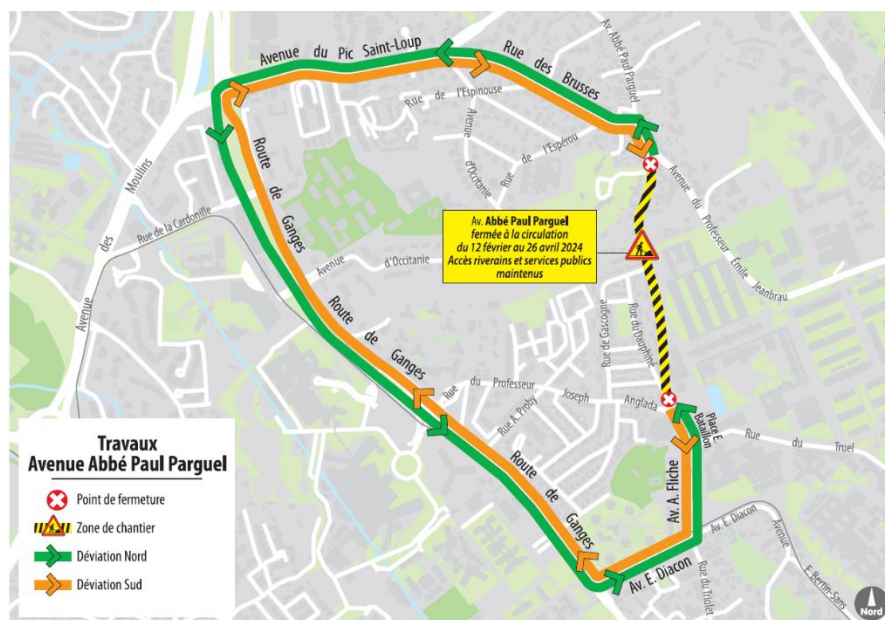 Avenue du Pic Saint-Loup
Rue des Brusses
Av. Abbé Paul Parguel
Rue de l'Espinouse
Avenue d'Occitanie
Rue de l'Espérou
Avenue des Moulins
Rue de la Cardonille
Route de Ganges
Avenue d'Occitanie
Av. Abbé Paul Parguel
fermée à la circulation
du 12 février au 26 avril 2024
Accès riverains et services publics
maintenus
Avenue du Professeur Émile Jeanbrau
Rue de Gascogne
Rue du Dauphiné
Route de Ganges
Rue du Professeur Joseph Anglada
Rue A. Proby
Place E.
Bataillon
Rue du Truel
Route de Ganges
Av. A. Fliche
Av. E. Diacon
Av. E. Diacon
Rue du Triolet
Avenue E. Bertin-Sans
Travaux
Avenue Abbé Paul Parguel
Point de fermeture
Zone de chantier
Déviation Nord
Déviation Sud
Nord